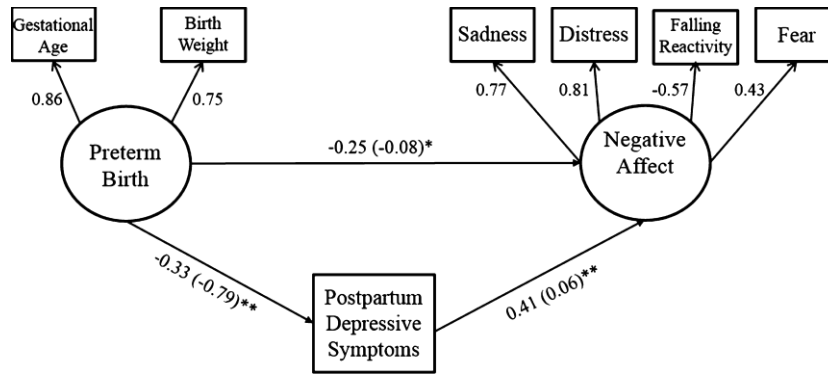 Gestational
Age
Birth
Weight
Sadness
Distress
Falling
Reactivity
Fear
0.86
0.75
0.77
0.81
-0.57
0.43
Preterm
Birth
-0.25 (-0.08)*
Negative
Affect
-0.33 (-0.79)**
0.41 (0.06)**
Postpartum
Depressive
Symptoms